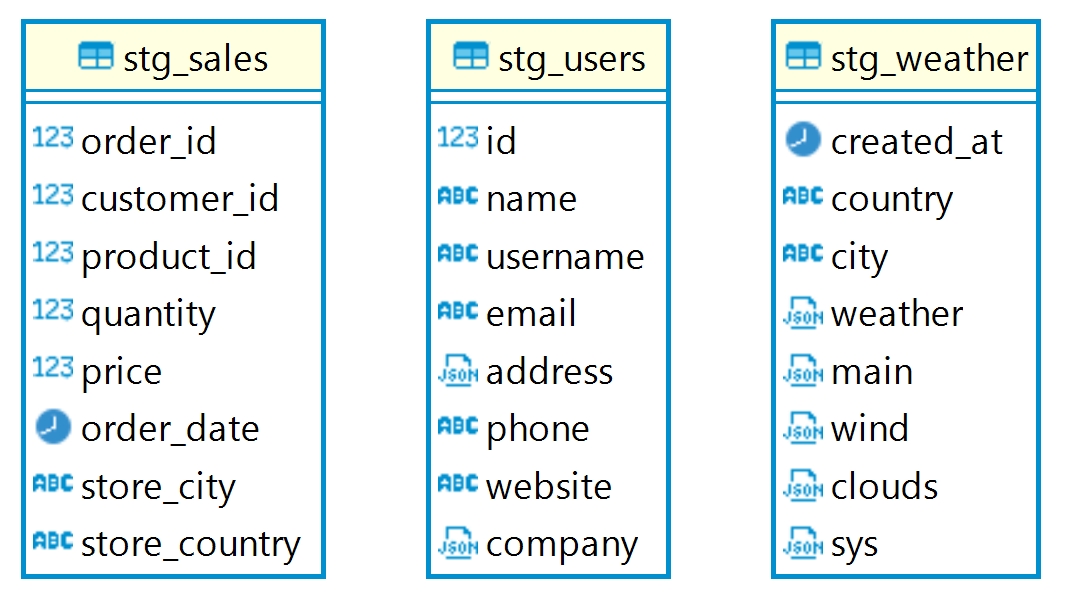 stg_sales
123 order_id
123 customer_id
123 product_id
123 quantity
123 price
order_date
ABC store_city
ABC store_country
stg_users
123 id
ABC name
ABC username
ABC email
JSON address
ABC phone
ABC website
JSON company
stg_weather
created_at
ABC country
ABC city
JSON weather
JSON main
JSON wind
JSON clouds
JSON sys